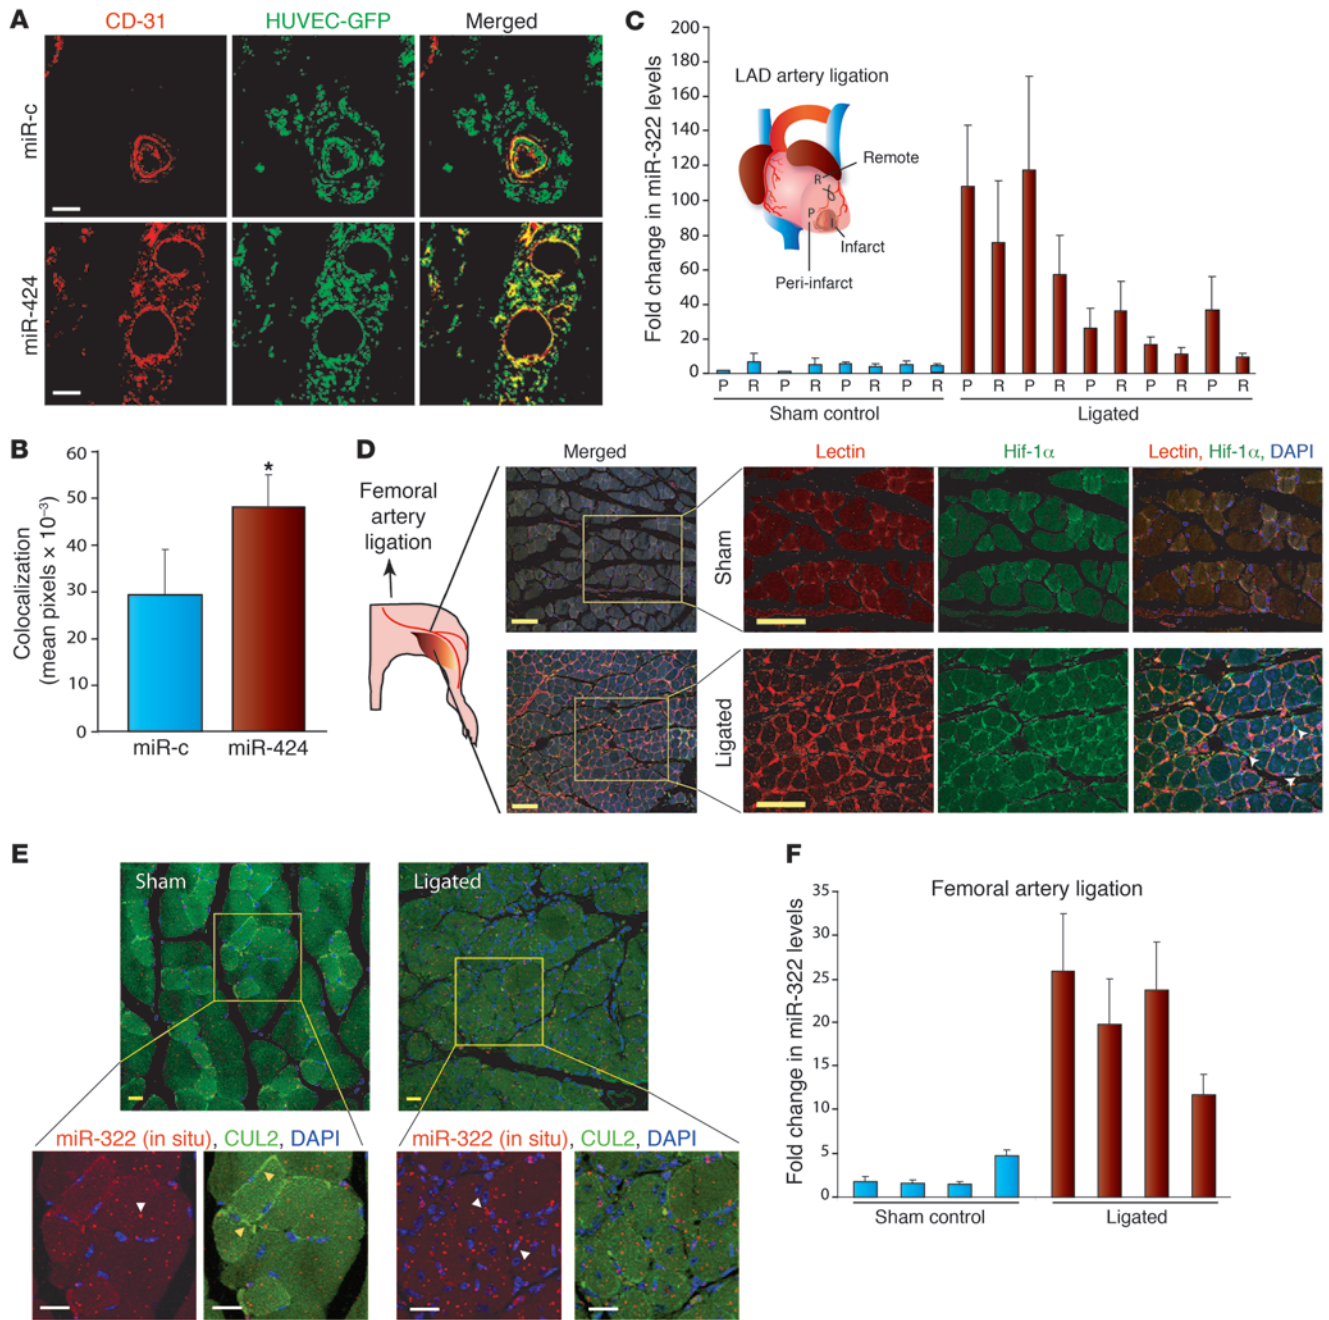 A
CD-31
HUVEC-GFP
Merged
miR-c
miR-424
B
Colocalization
(mean pixels × 10⁻³)
60
50
40
30
20
10
0
*
miR-c
miR-424
C
Fold change in miR-322 levels
200
180
160
140
120
100
80
60
40
20
0
LAD artery ligation
Remote
R
P
I
Infarct
Peri-infarct
P R P R P R P R
P R P R P R P R P R
Sham control
Ligated
D
Femoral
artery
ligation
Merged
Lectin
Hif-1α
Lectin, Hif-1α, DAPI
Sham
Ligated
E
Sham
Ligated
miR-322 (in situ), CUL2, DAPI
miR-322 (in situ), CUL2, DAPI
F
Femoral artery ligation
Fold change in miR-322 levels
35
30
25
20
15
10
5
0
Sham control
Ligated